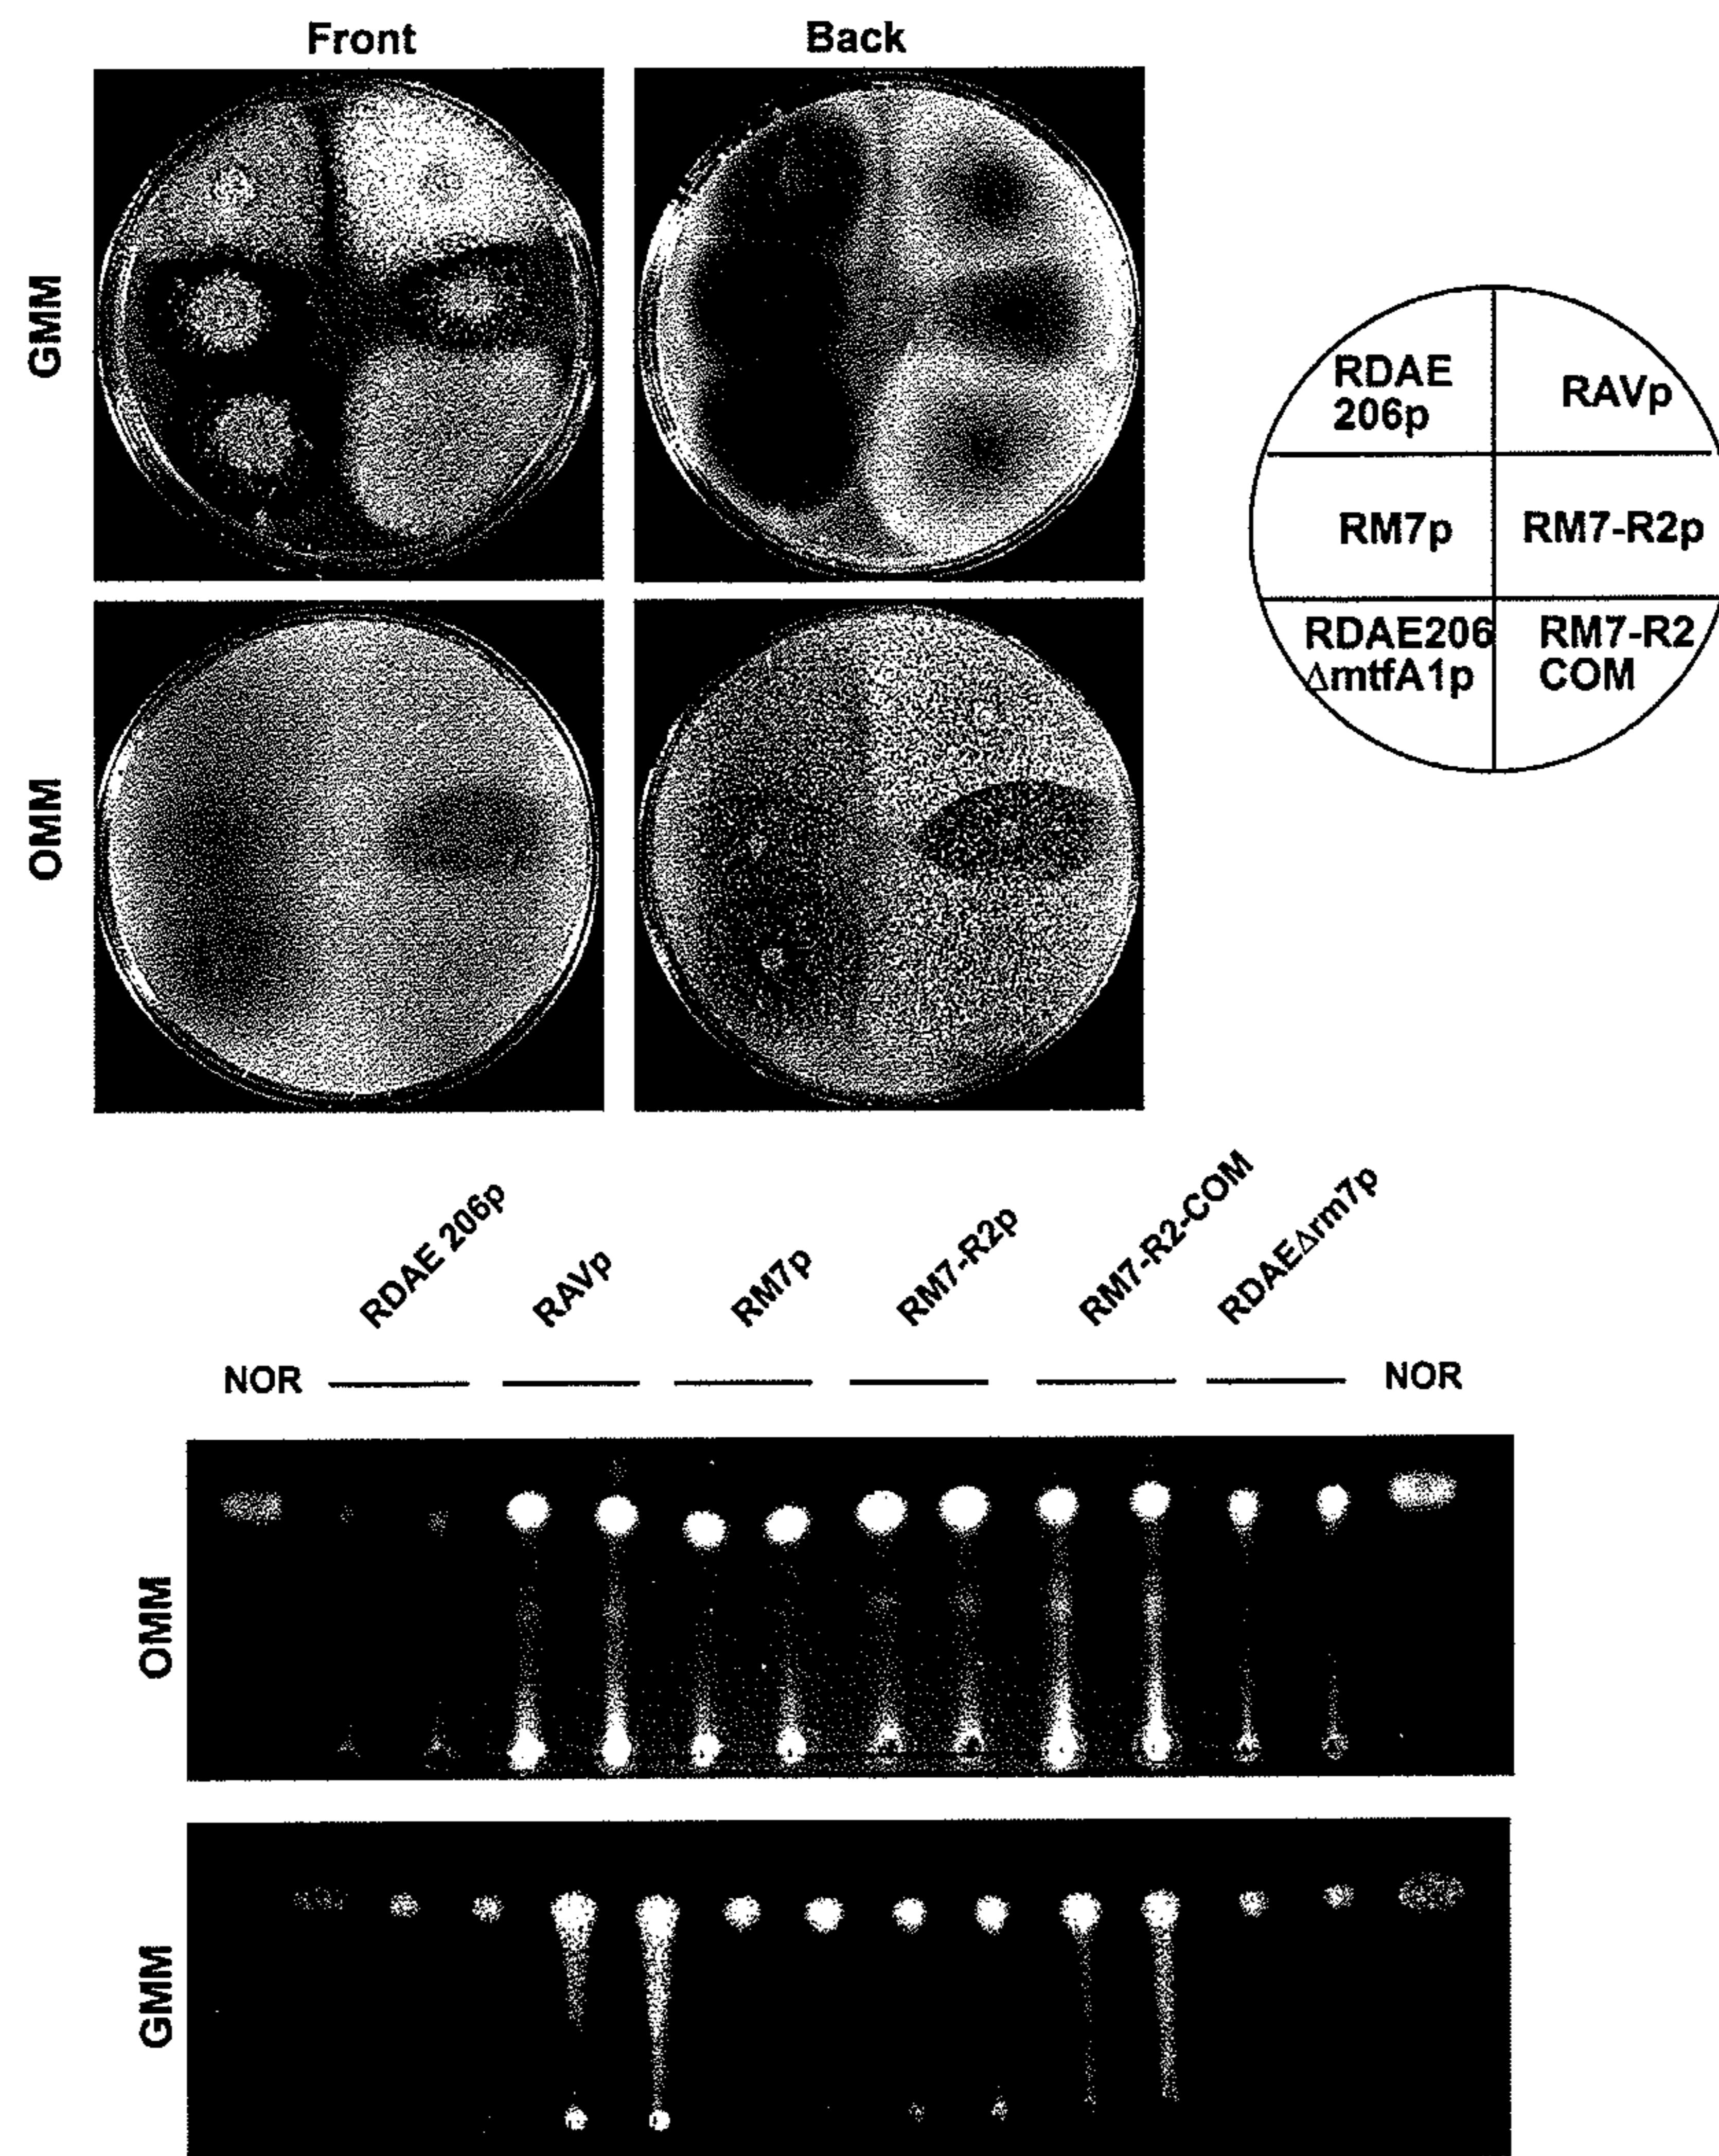 Front
Back
GMM
OMM
RDAE
206p
RAVp
RM7p
RM7-R2p
RDAE206
ΔmtfA1p
RM7-R2
COM
RDAE 206p
RAVp
RM7p
RM7-R2p
RM7-R2-COM
RDAEΔrm7p
NOR
NOR
OMM
GMM